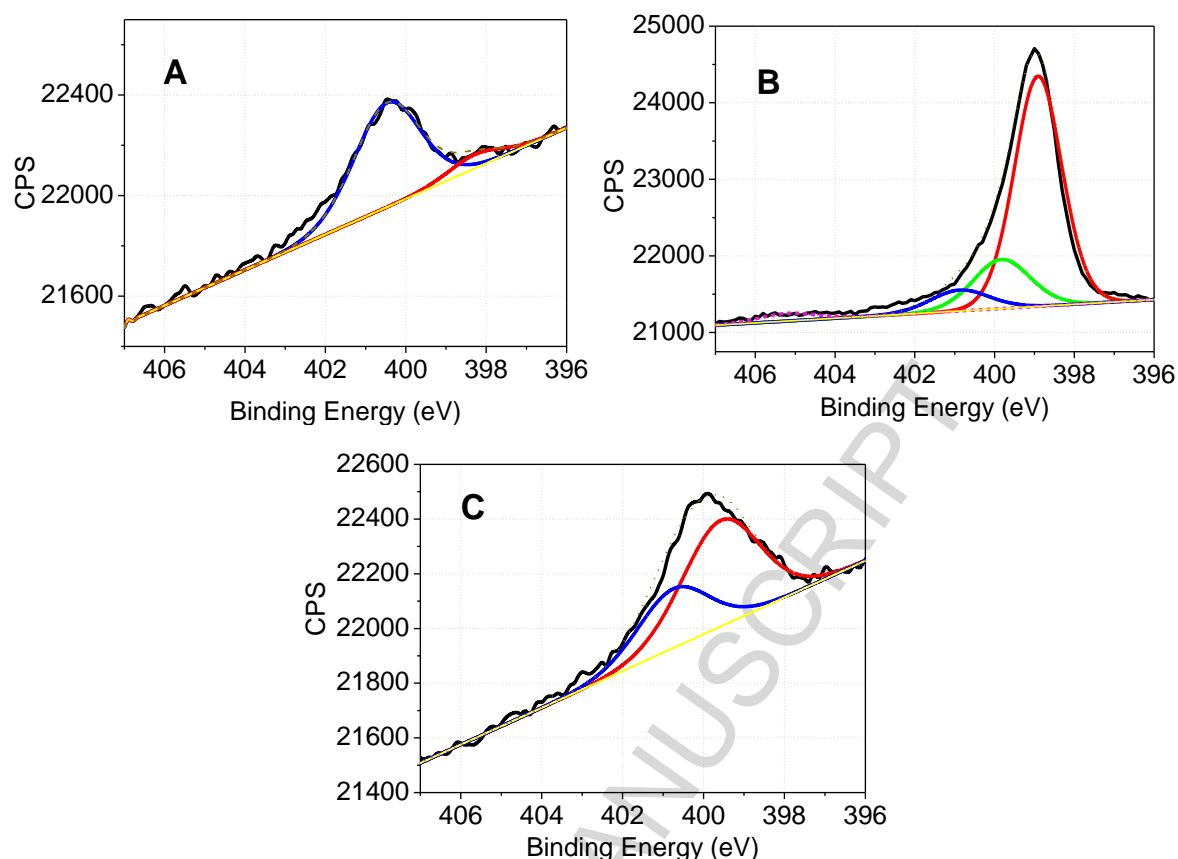 A
22400
22000
21600
CPS
406 404 402 400 398 396
Binding Energy (eV)
B
25000
24000
23000
22000
21000
CPS
406 404 402 400 398 396
Binding Energy (eV)
C
22600
22400
22200
22000
21800
21600
21400
CPS
406 404 402 400 398 396
Binding Energy (eV)
ANUSCRIPT